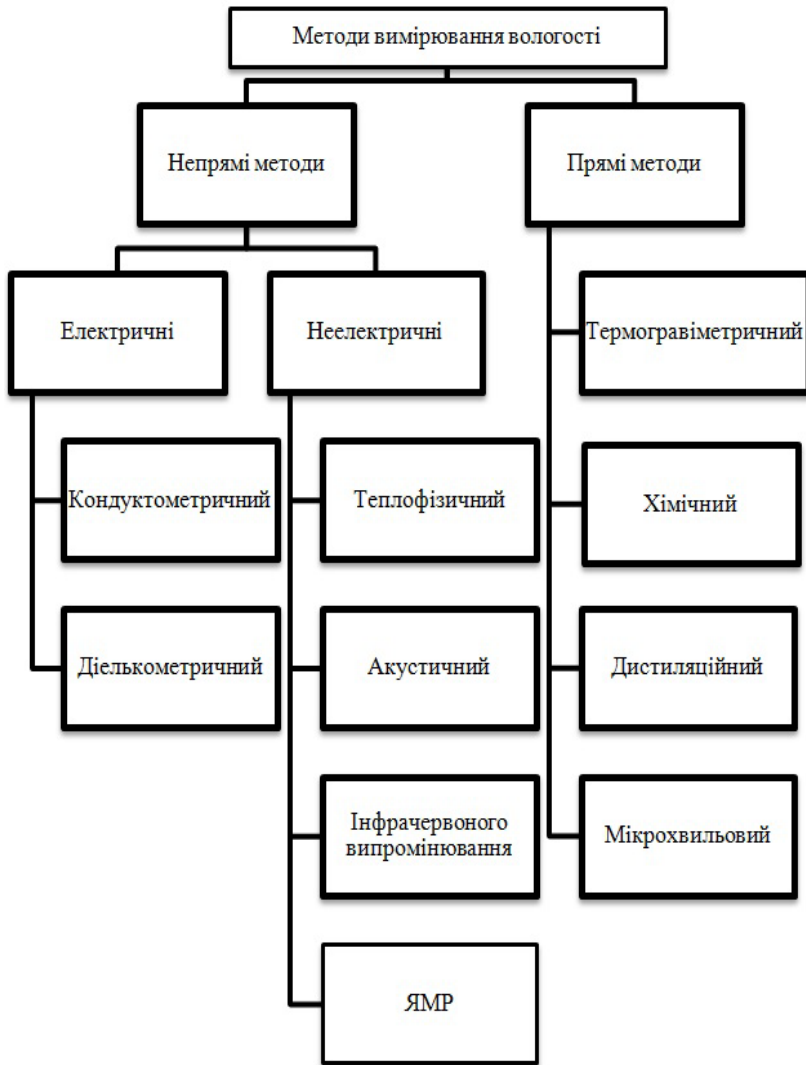 Методи вимірювання вологості
Непрямі методи
Прямі методи
Електричні
Неелектричні
Термогравіметричний
Кондуктометричний
Теплофізичний
Хімічний
Діелькометричний
Акустичний
Дистиляційний
Інфрачервоного
випромінювання
Мікрохвильовий
ЯМР